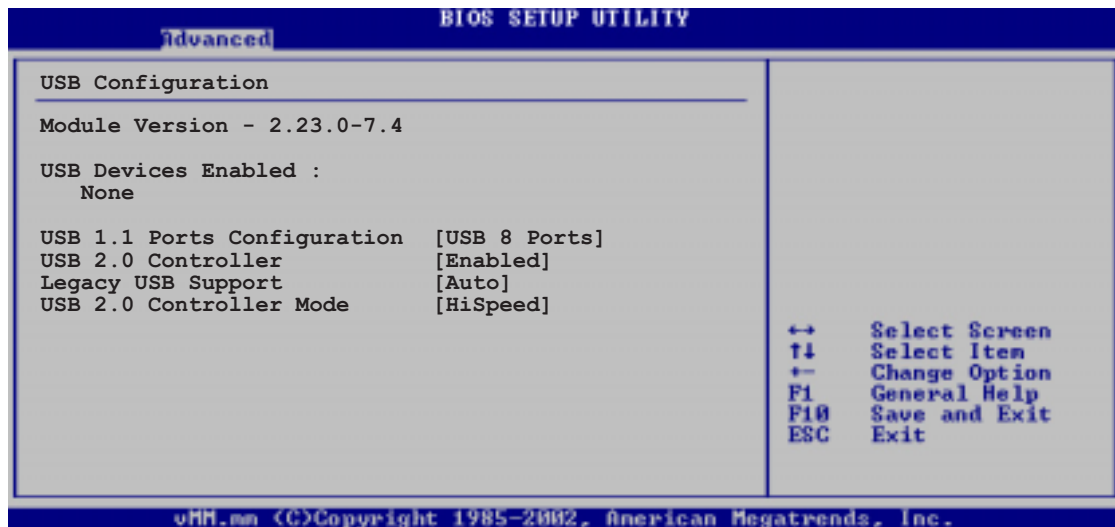 BIOS SETUP UTILITY
Advanced
USB Configuration
Module Version - 2.23.0-7.4
USB Devices Enabled :
None
USB 1.1 Ports Configuration [USB 8 Ports]
USB 2.0 Controller [Enabled]
Legacy USB Support [Auto]
USB 2.0 Controller Mode [HiSpeed]
↔ Select Screen
↑↓ Select Item
+- Change Option
F1 General Help
F10 Save and Exit
ESC Exit
vMM.mm (C)Copyright 1985-2002, American Megatrends, Inc.